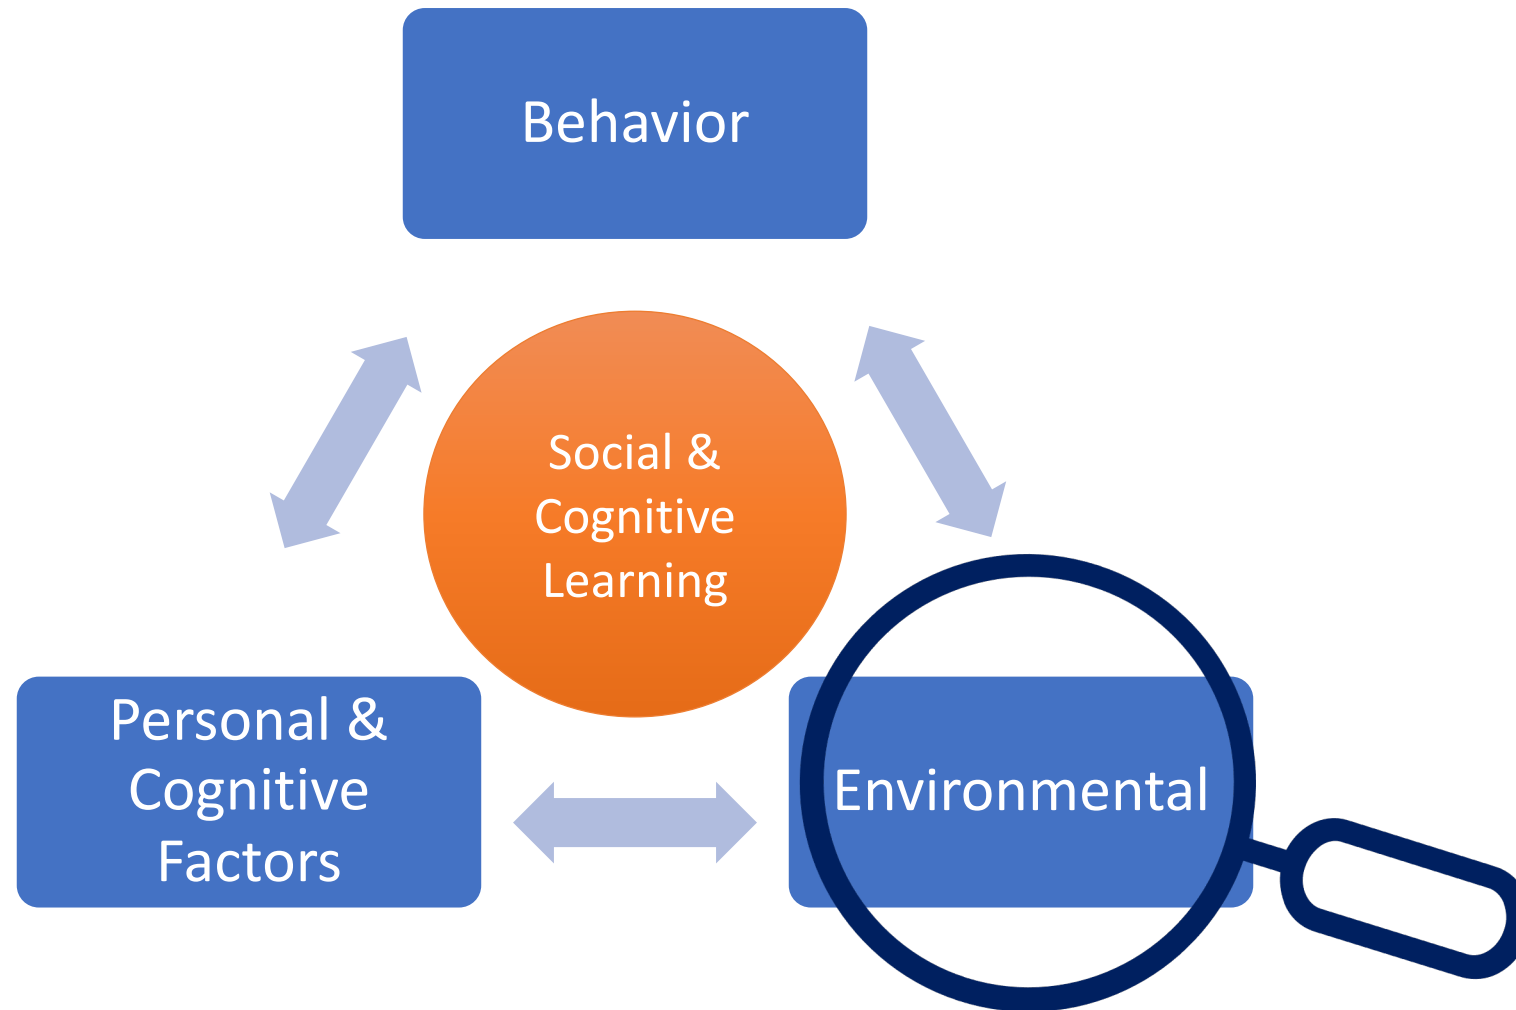 Behavior
Social &
Cognitive
Learning
Personal &
Cognitive
Factors
Environmental